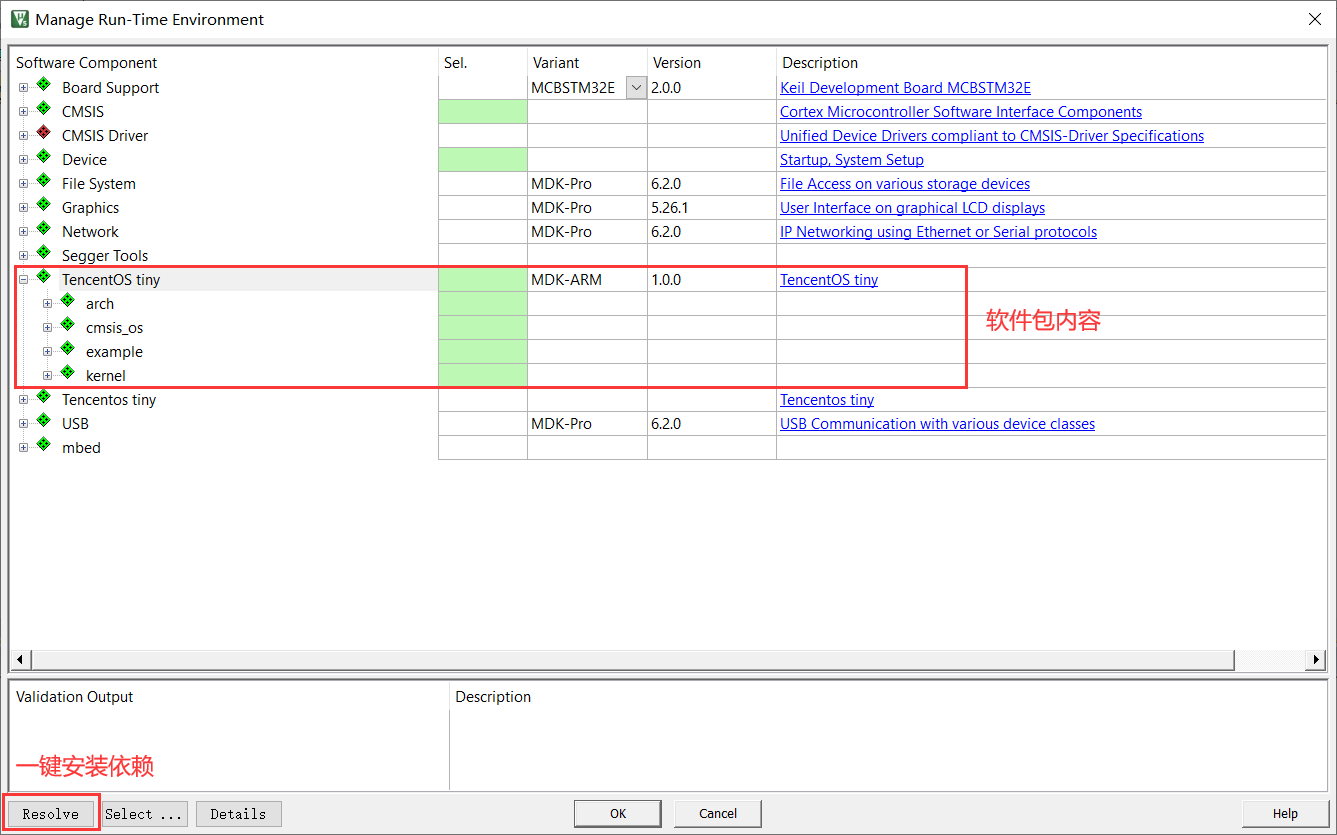 Manage Run-Time Environment
Software Component Sel. Variant Version Description
Board Support MCBSTM32E 2.0.0 Keil Development Board MCBSTM32E
CMSIS Cortex Microcontroller Software Interface Components
CMSIS Driver Unified Device Drivers compliant to CMSIS-Driver Specifications
Device Startup, System Setup
File System MDK-Pro 6.2.0 File Access on various storage devices
Graphics MDK-Pro 5.26.1 User Interface on graphical LCD displays
Network MDK-Pro 6.2.0 IP Networking using Ethernet or Serial protocols
Segger Tools
TencentOS tiny MDK-ARM 1.0.0 TencentOS tiny
arch
软件包内容
cmsis_os
example
kernel
Tencentos tiny Tencentos tiny
USB MDK-Pro 6.2.0 USB Communication with various device classes
mbed
Validation Output Description
一键安装依赖
Resolve Select ... Details OK Cancel Help